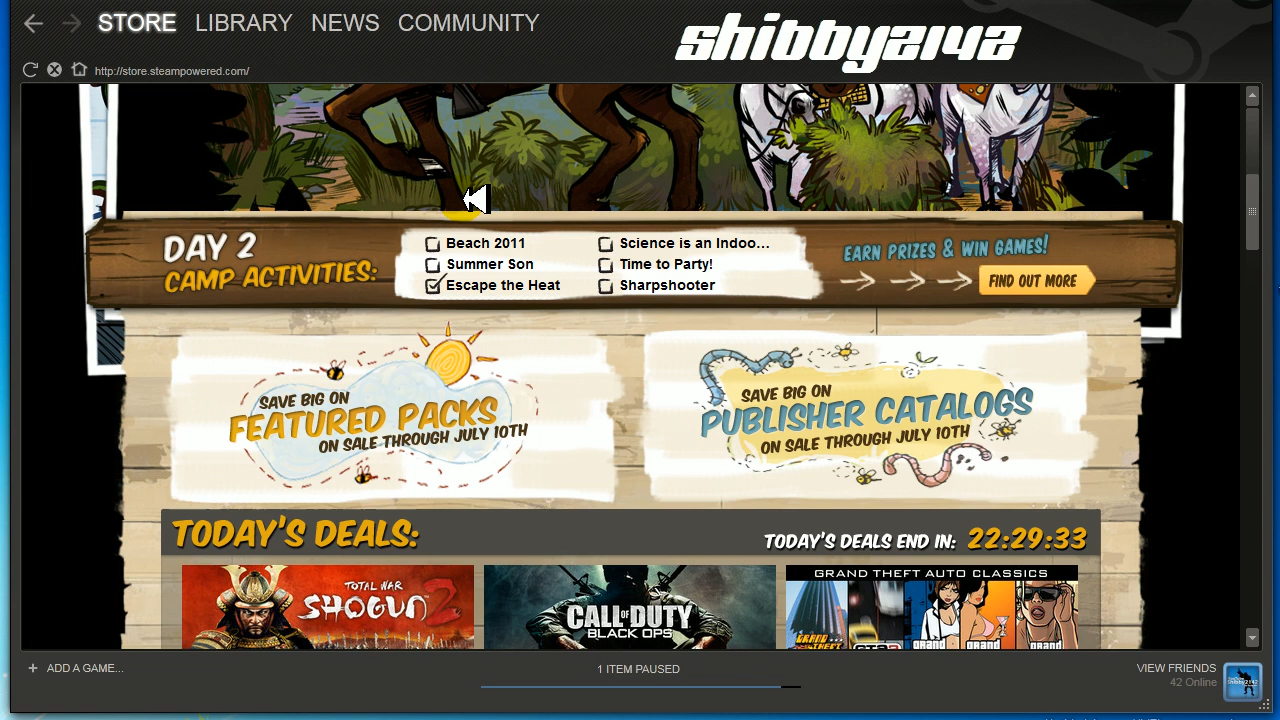 STORE LIBRARY NEWS COMMUNITY
shibby2142
http://store.steampowered.com/
DAY 2
CAMP ACTIVITIES:
Beach 2011
Summer Son
Escape the Heat
Science is an Indoo...
Time to Party!
Sharpshooter
EARN PRIZES & WIN GAMES!
FIND OUT MORE
SAVE BIG ON
FEATURED PACKS
ON SALE THROUGH JULY 10TH
SAVE BIG ON
PUBLISHER CATALOGS
ON SALE THROUGH JULY 10TH
TODAY'S DEALS:
TODAY'S DEALS END IN: 22:29:33
TOTAL WAR
SHOGUN 2
CALL OF DUTY
BLACK OPS
GRAND THEFT AUTO CLASSICS
+ ADD A GAME...
1 ITEM PAUSED
VIEW FRIENDS
42 Online